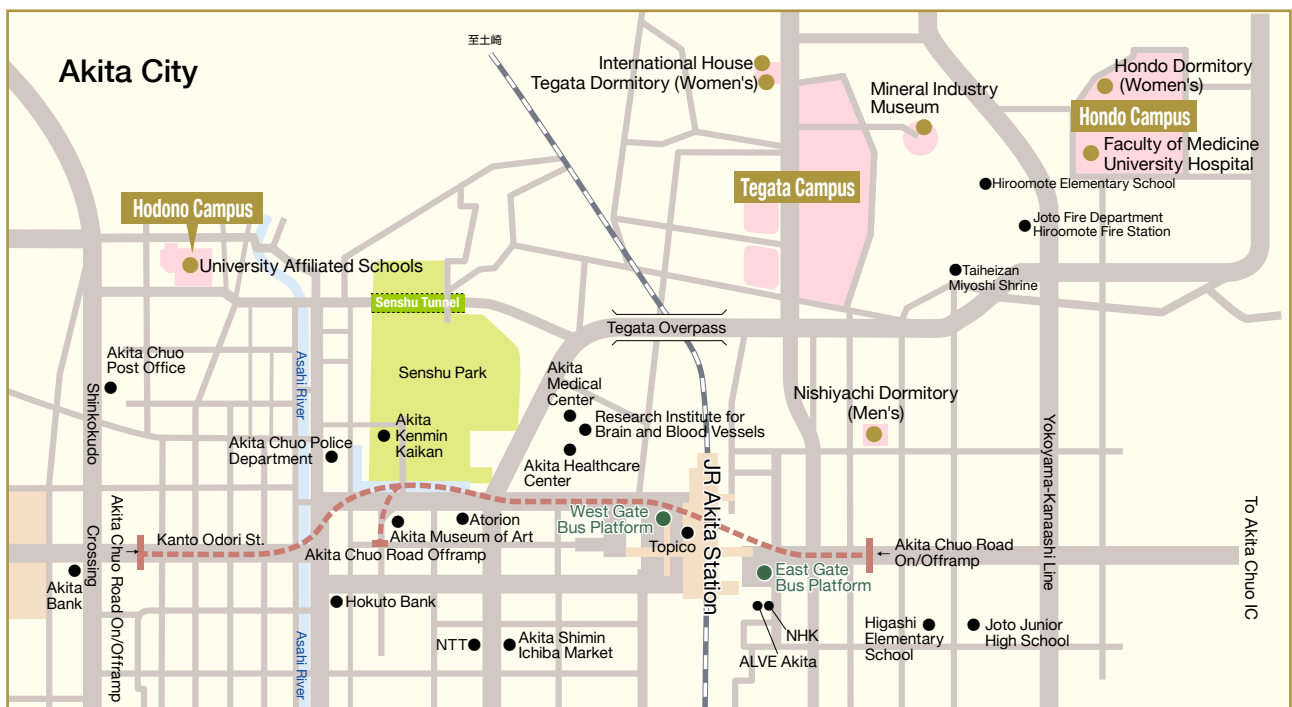 至土崎
Akita City
International House
Tegata Dormitory (Women's)
Mineral Industry
Museum
Hondo Dormitory
(Women's)
Hondo Campus
Faculty of Medicine
University Hospital
Tegata Campus
Hiroomote Elementary School
Joto Fire Department
Hiroomote Fire Station
Hodono Campus
University Affiliated Schools
Taiheizan
Miyoshi Shrine
Senshu Tunnel
Tegata Overpass
Akita Chuo
Post Office
Shinkokudo
Asahi River
Senshu Park
Akita
Medical
Center
Research Institute for
Brain and Blood Vessels
Akita Healthcare
Center
Nishiyachi Dormitory
(Men's)
Akita
Kenmin
Kaikan
Akita Chuo Police
Department
Yokoyama-Kanaashi Line
JR Akita Station
West Gate
Bus Platform
Topico
Atorion
Akita Museum of Art
Akita Chuo Road Offramp
Kanto Odori St.
Akita Chuo Road On/Offramp
Crossing
Akita
Bank
Akita Chuo Road
On/Offramp
To Akita Chuo IC
East Gate
Bus Platform
Hokuto Bank
NTT
Akita Shimin
Ichiba Market
NHK
ALVE Akita
Higashi
Elementary
School
Joto Junior
High School
Asahi River